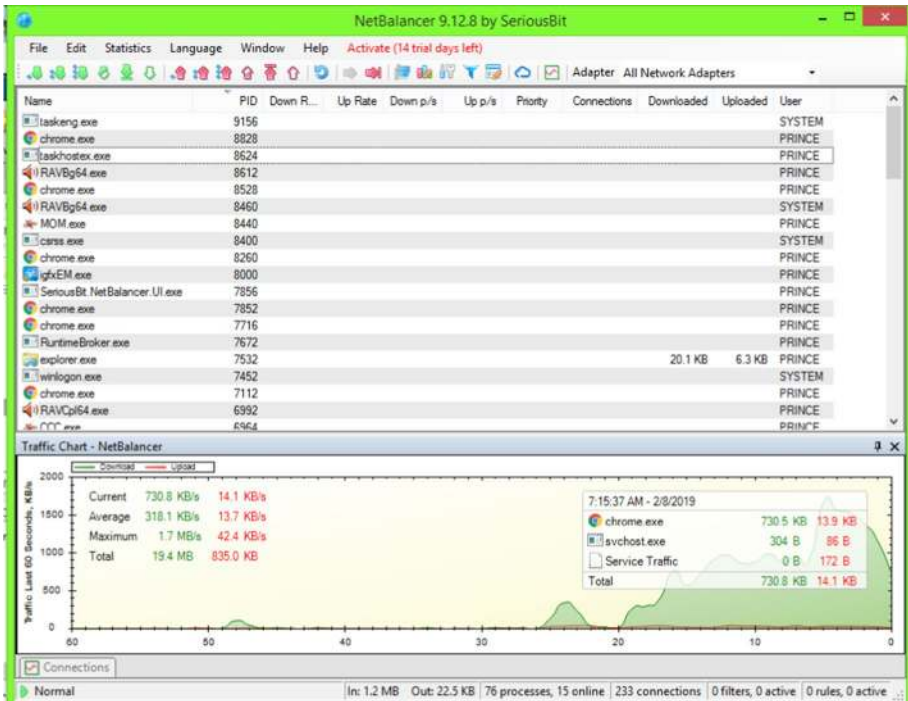 NetBalancer 9.12.8 by SeriousBit
File Edit Statistics Language Window Help Activate (14 trial days left)
Adapter All Network Adapters
Name PID Down R... Up Rate Down p/s Up p/s Priority Connections Downloaded Uploaded User
taskeng.exe 9156 SYSTEM
chrome.exe 8828 PRINCE
taskhostex.exe 8624 PRINCE
RAVBg64.exe 8612 PRINCE
chrome.exe 8528 PRINCE
RAVBg64.exe 8460 SYSTEM
MOM.exe 8440 PRINCE
csrss.exe 8400 SYSTEM
chrome.exe 8260 PRINCE
igfxEM.exe 8000 PRINCE
SeriousBit.NetBalancer.UI.exe 7856 PRINCE
chrome.exe 7852 PRINCE
chrome.exe 7716 PRINCE
RuntimeBroker.exe 7672 PRINCE
explorer.exe 7532 20.1 KB 6.3 KB PRINCE
winlogon.exe 7452 SYSTEM
chrome.exe 7112 PRINCE
RAVCpl64.exe 6992 PRINCE
CCC.exe 6964 PRINCE
Traffic Chart - NetBalancer
Download Upload
Traffic Last 60 Seconds, KB/s
2000
1500
1000
500
0
Current 730.8 KB/s 14.1 KB/s
Average 318.1 KB/s 13.7 KB/s
Maximum 1.7 MB/s 42.4 KB/s
Total 19.4 MB 835.0 KB
7:15:37 AM - 2/8/2019
chrome.exe 730.5 KB 13.9 KB
svchost.exe 304 B 86 B
Service Traffic 0 B 172 B
Total 730.8 KB 14.1 KB
60 50 40 30 20 10 0
Connections
Normal In: 1.2 MB Out: 22.5 KB 76 processes, 15 online 233 connections 0 filters, 0 active 0 rules, 0 active